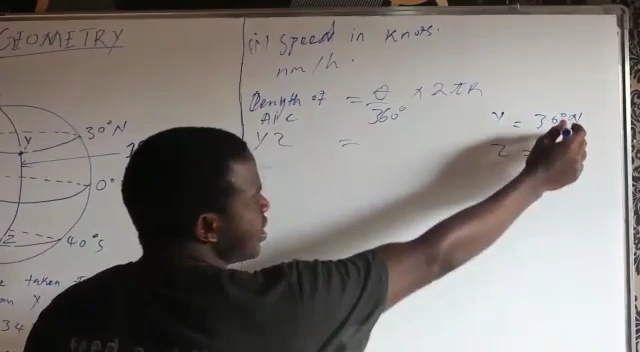 GEOMETRY
(ii) Speed in knots.
nm/h.
Length of Arc = θ/360° × 2πR
YZ =
Y = 30°N
Z =
Y
30°N
0°
Z
40°S
taken
Y
34